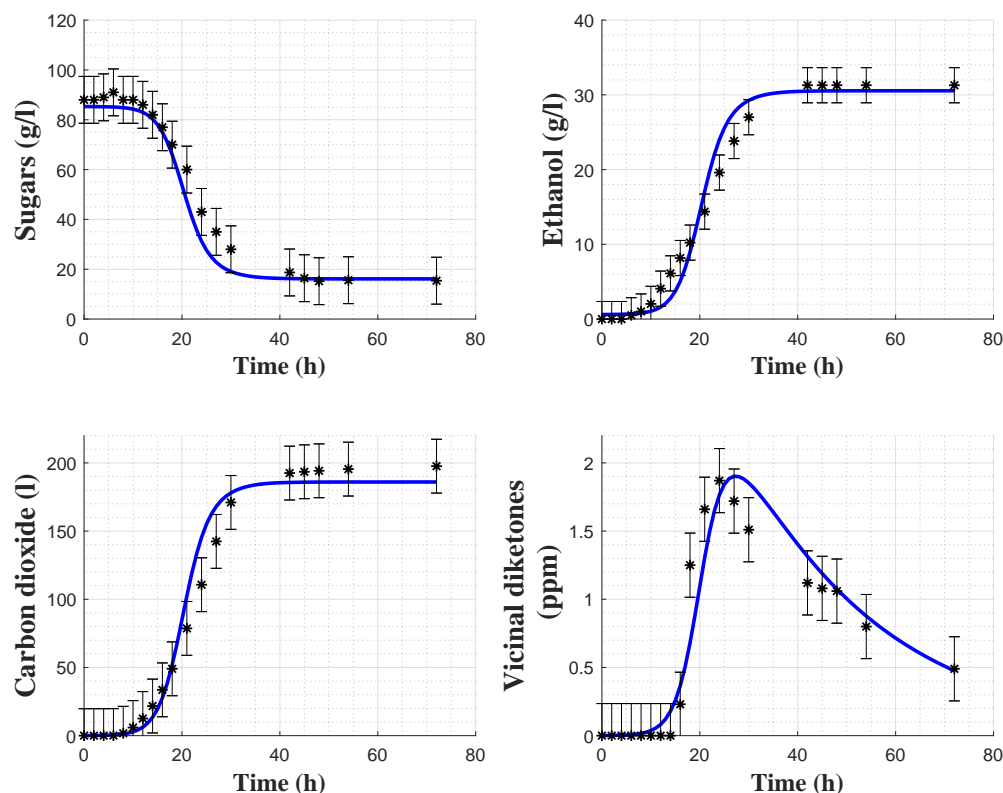 120
100
80
60
40
20
0
0 20 40 60 80
Sugars (g/l)
Time (h)
40
30
20
10
0
0 20 40 60 80
Ethanol (g/l)
Time (h)
200
150
100
50
0
0 20 40 60 80
Carbon dioxide (l)
Time (h)
2
1.5
1
0.5
0
0 20 40 60 80
Vicinal diketones
(ppm)
Time (h)